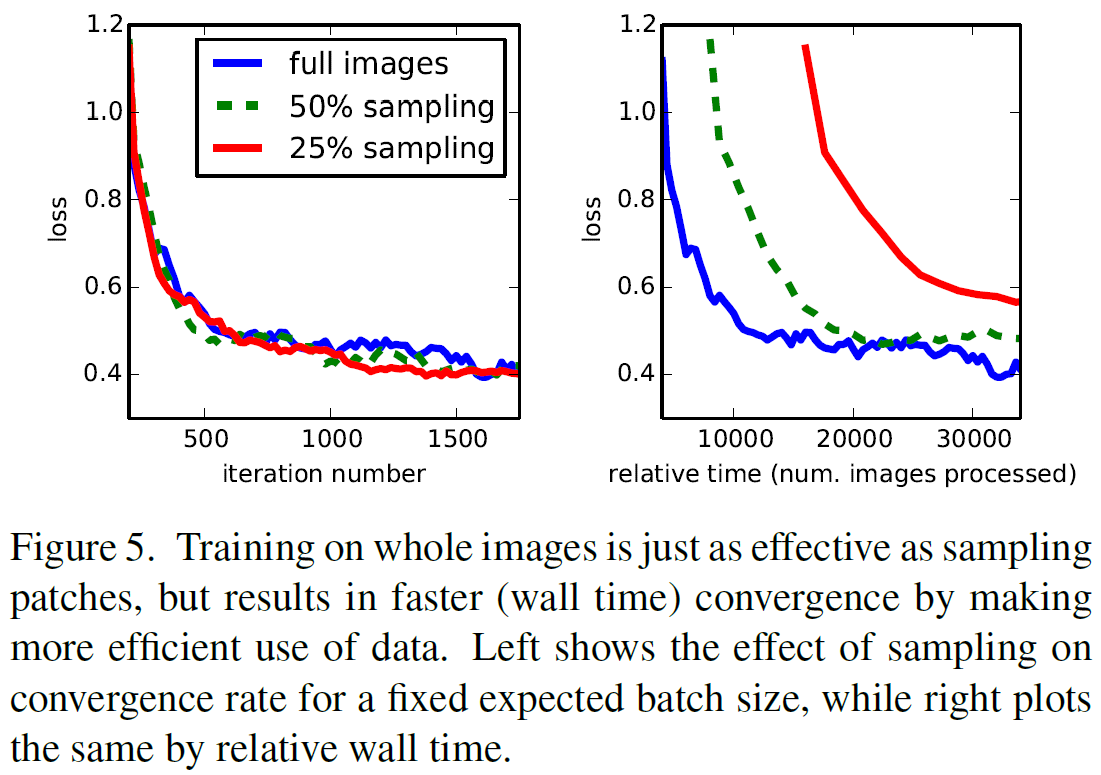 1.2
1.0
0.8
0.6
0.4
loss
500
1000
1500
iteration number
full images
50% sampling
25% sampling
1.2
1.0
0.8
0.6
0.4
loss
10000
20000
30000
relative time (num. images processed)
Figure 5. Training on whole images is just as effective as sampling
patches, but results in faster (wall time) convergence by making
more efficient use of data. Left shows the effect of sampling on
convergence rate for a fixed expected batch size, while right plots
the same by relative wall time.